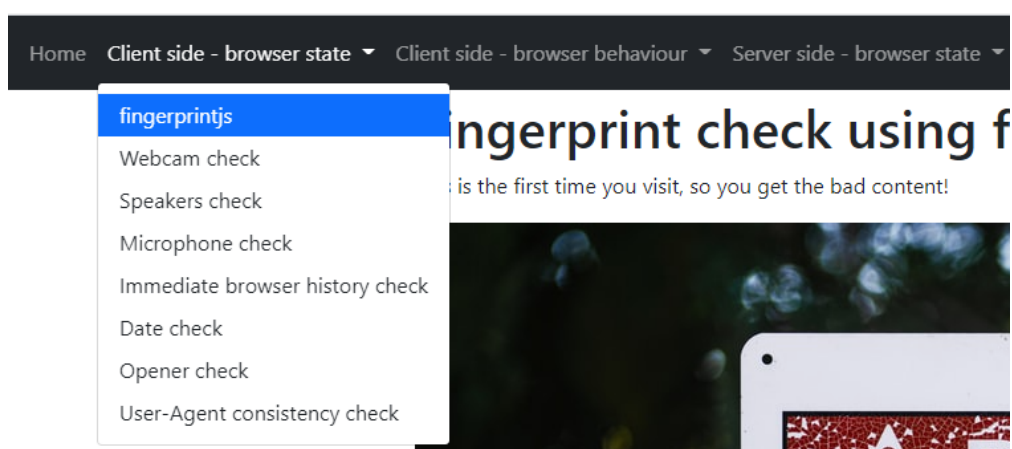 Home Client side - browser state Client side - browser behaviour Server side - browser state
fingerprintjs
Webcam check
Speakers check
Microphone check
Immediate browser history check
Date check
Opener check
User-Agent consistency check
ingerprint check using f
is is the first time you visit, so you get the bad content!